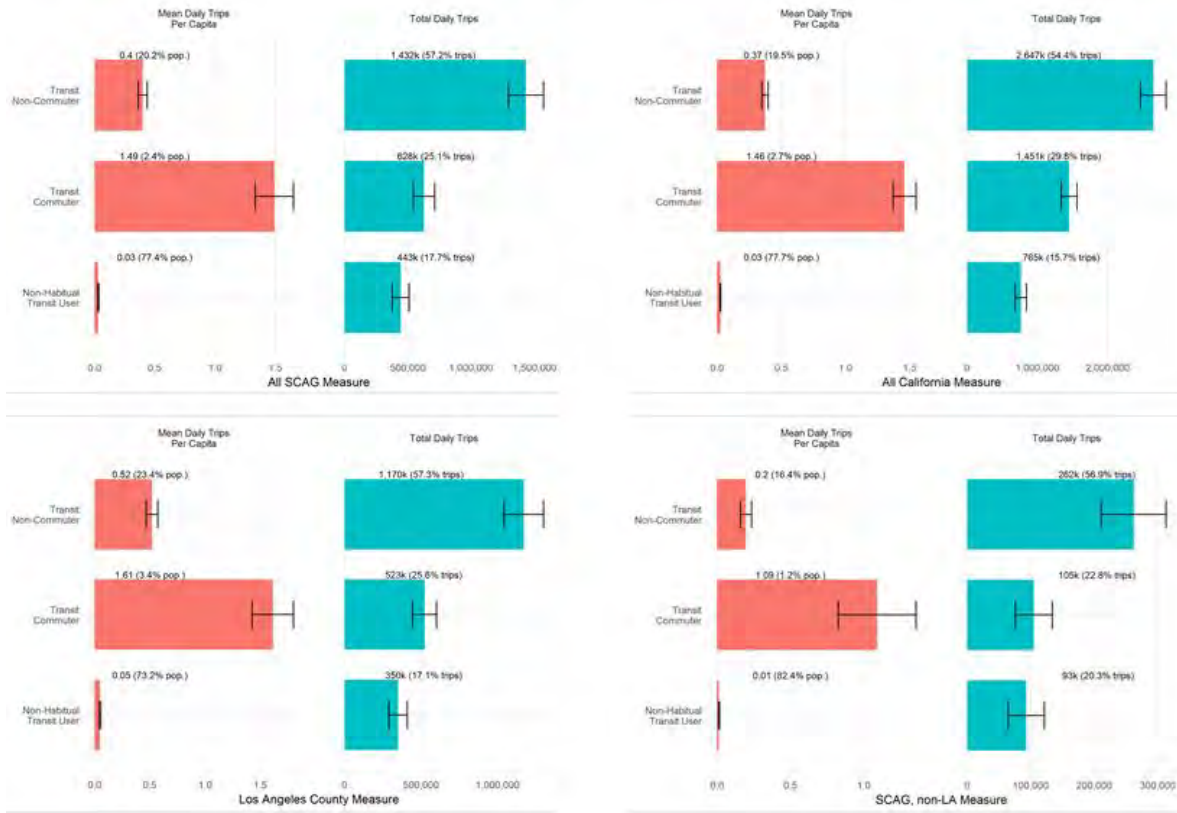 Mean Daily Trips
Per Capita
Total Daily Trips
Transit
Non-Commuter
0.4 (20.2% pop.)
1,432k (57.2% trips)
Transit
Commuter
1.49 (2.4% pop.)
628k (25.1% trips)
Non-Habitual
Transit User
0.03 (77.4% pop.)
443k (17.7% trips)
0.0 0.5 1.0 1.5
0 500,000 1,000,000 1,500,000
All SCAG Measure
Mean Daily Trips
Per Capita
Total Daily Trips
Transit
Non-Commuter
0.37 (19.5% pop.)
2,647k (54.4% trips)
Transit
Commuter
1.46 (2.7% pop.)
1,451k (29.8% trips)
Non-Habitual
Transit User
0.03 (77.7% pop.)
765k (15.7% trips)
0.0 0.5 1.0 1.5
0 1,000,000 2,000,000
All California Measure
Mean Daily Trips
Per Capita
Total Daily Trips
Transit
Non-Commuter
0.52 (23.4% pop.)
1,170k (57.3% trips)
Transit
Commuter
1.61 (3.4% pop.)
523k (25.6% trips)
Non-Habitual
Transit User
0.05 (73.2% pop.)
350k (17.1% trips)
0.0 0.5 1.0 1.5
0 500,000 1,000,000
Los Angeles County Measure
Mean Daily Trips
Per Capita
Total Daily Trips
Transit
Non-Commuter
0.2 (16.4% pop.)
262k (56.9% trips)
Transit
Commuter
1.09 (1.2% pop.)
105k (22.8% trips)
Non-Habitual
Transit User
0.01 (82.4% pop.)
93k (20.3% trips)
0.0 0.5 1.0
0 100,000 200,000 300,000
SCAG, non-LA Measure